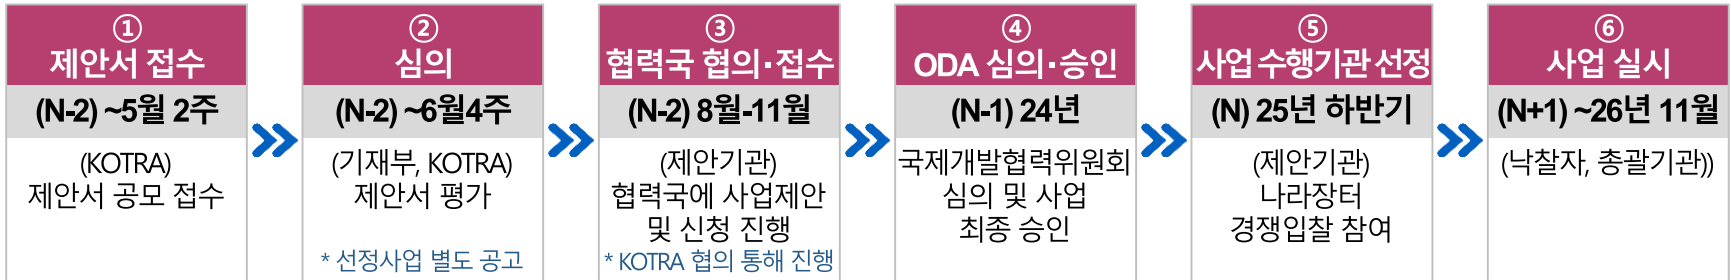 ①
제안서 접수
(N-2) ~5월 2주
(KOTRA)
제안서 공모 접수
②
심의
(N-2) ~6월4주
(기재부, KOTRA)
제안서 평가
* 선정사업 별도 공고
③
협력국 협의·접수
(N-2) 8월-11월
(제안기관)
협력국에 사업제안
및 신청 진행
* KOTRA 협의 통해 진행
④
ODA 심의·승인
(N-1) 24년
국제개발협력위원회
심의 및 사업
최종 승인
⑤
사업 수행기관 선정
(N) 25년 하반기
(제안기관)
나라장터
경쟁입찰 참여
⑥
사업 실시
(N+1) ~26년 11월
(낙찰자, 총괄기관))